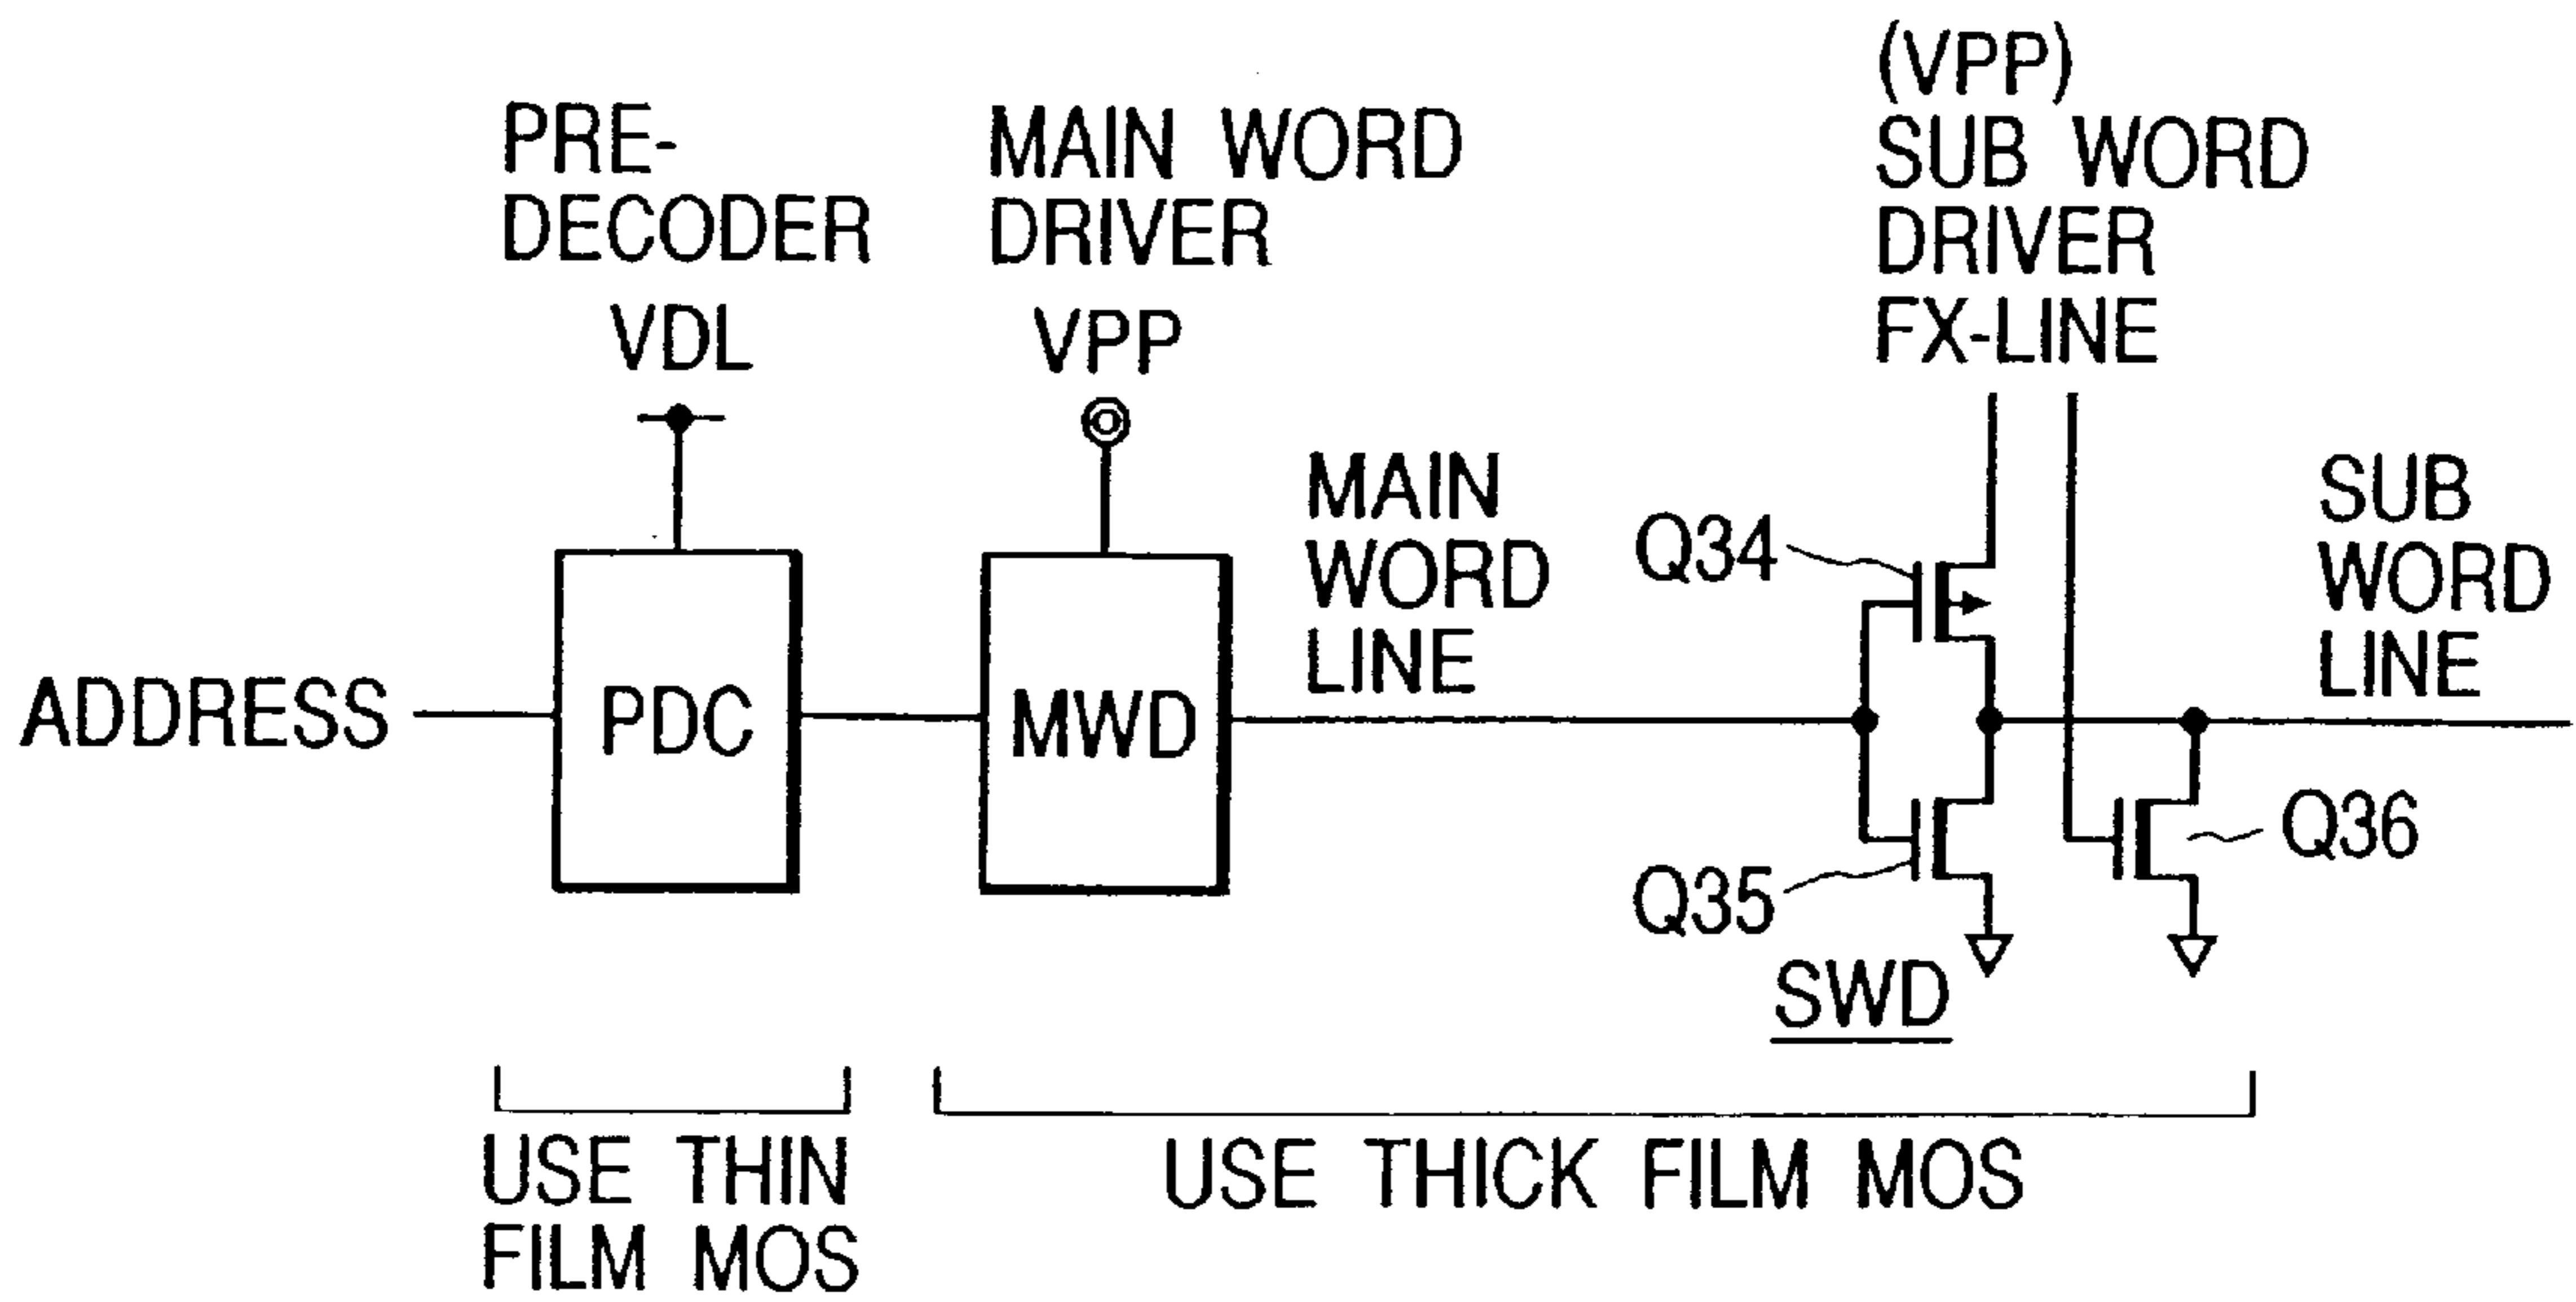 PRE-
DECODER
VDL
MAIN WORD
DRIVER
VPP
(VPP)
SUB WORD
DRIVER
FX-LINE
MAIN
WORD
LINE
SUB
WORD
LINE
Q34
ADDRESS
PDC
MWD
Q35
Q36
SWD
USE THIN
FILM MOS
USE THICK FILM MOS